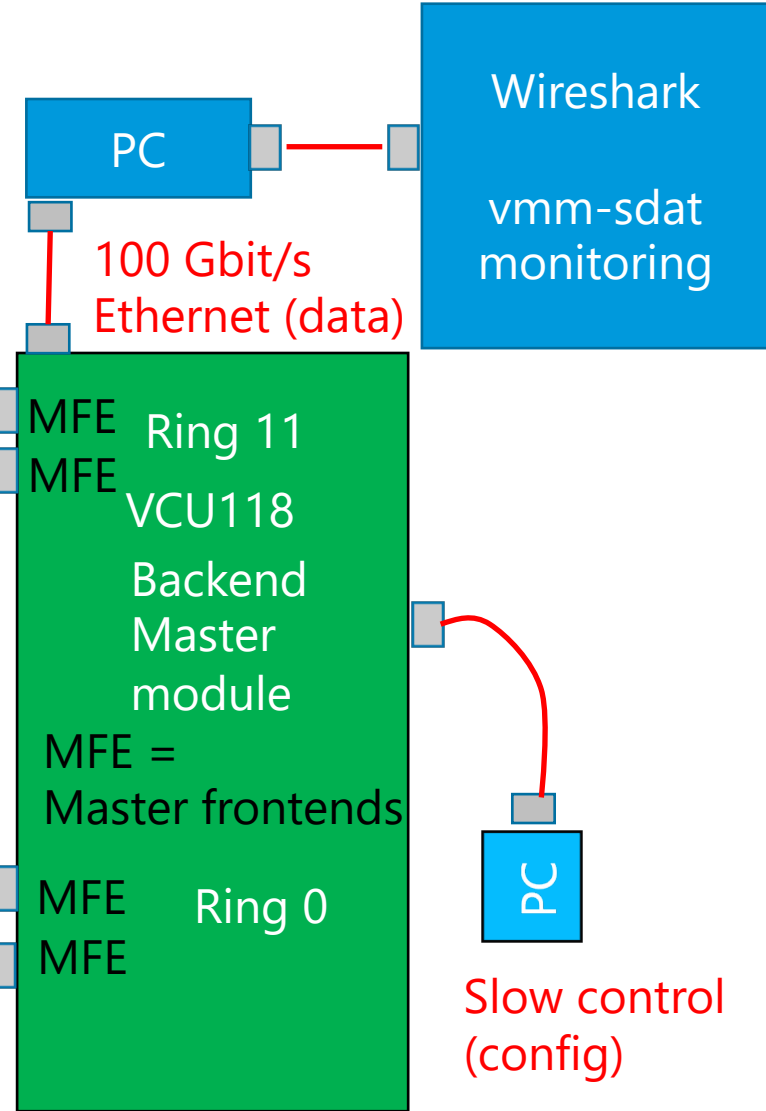 Wireshark
vmm-sdat
monitoring
PC
100 Gbit/s
Ethernet (data)
MFE
Ring 11
MFE
VCU118
Backend
Master
module
MFE =
Master frontends
MFE
Ring 0
MFE
PC
Slow control
(config)